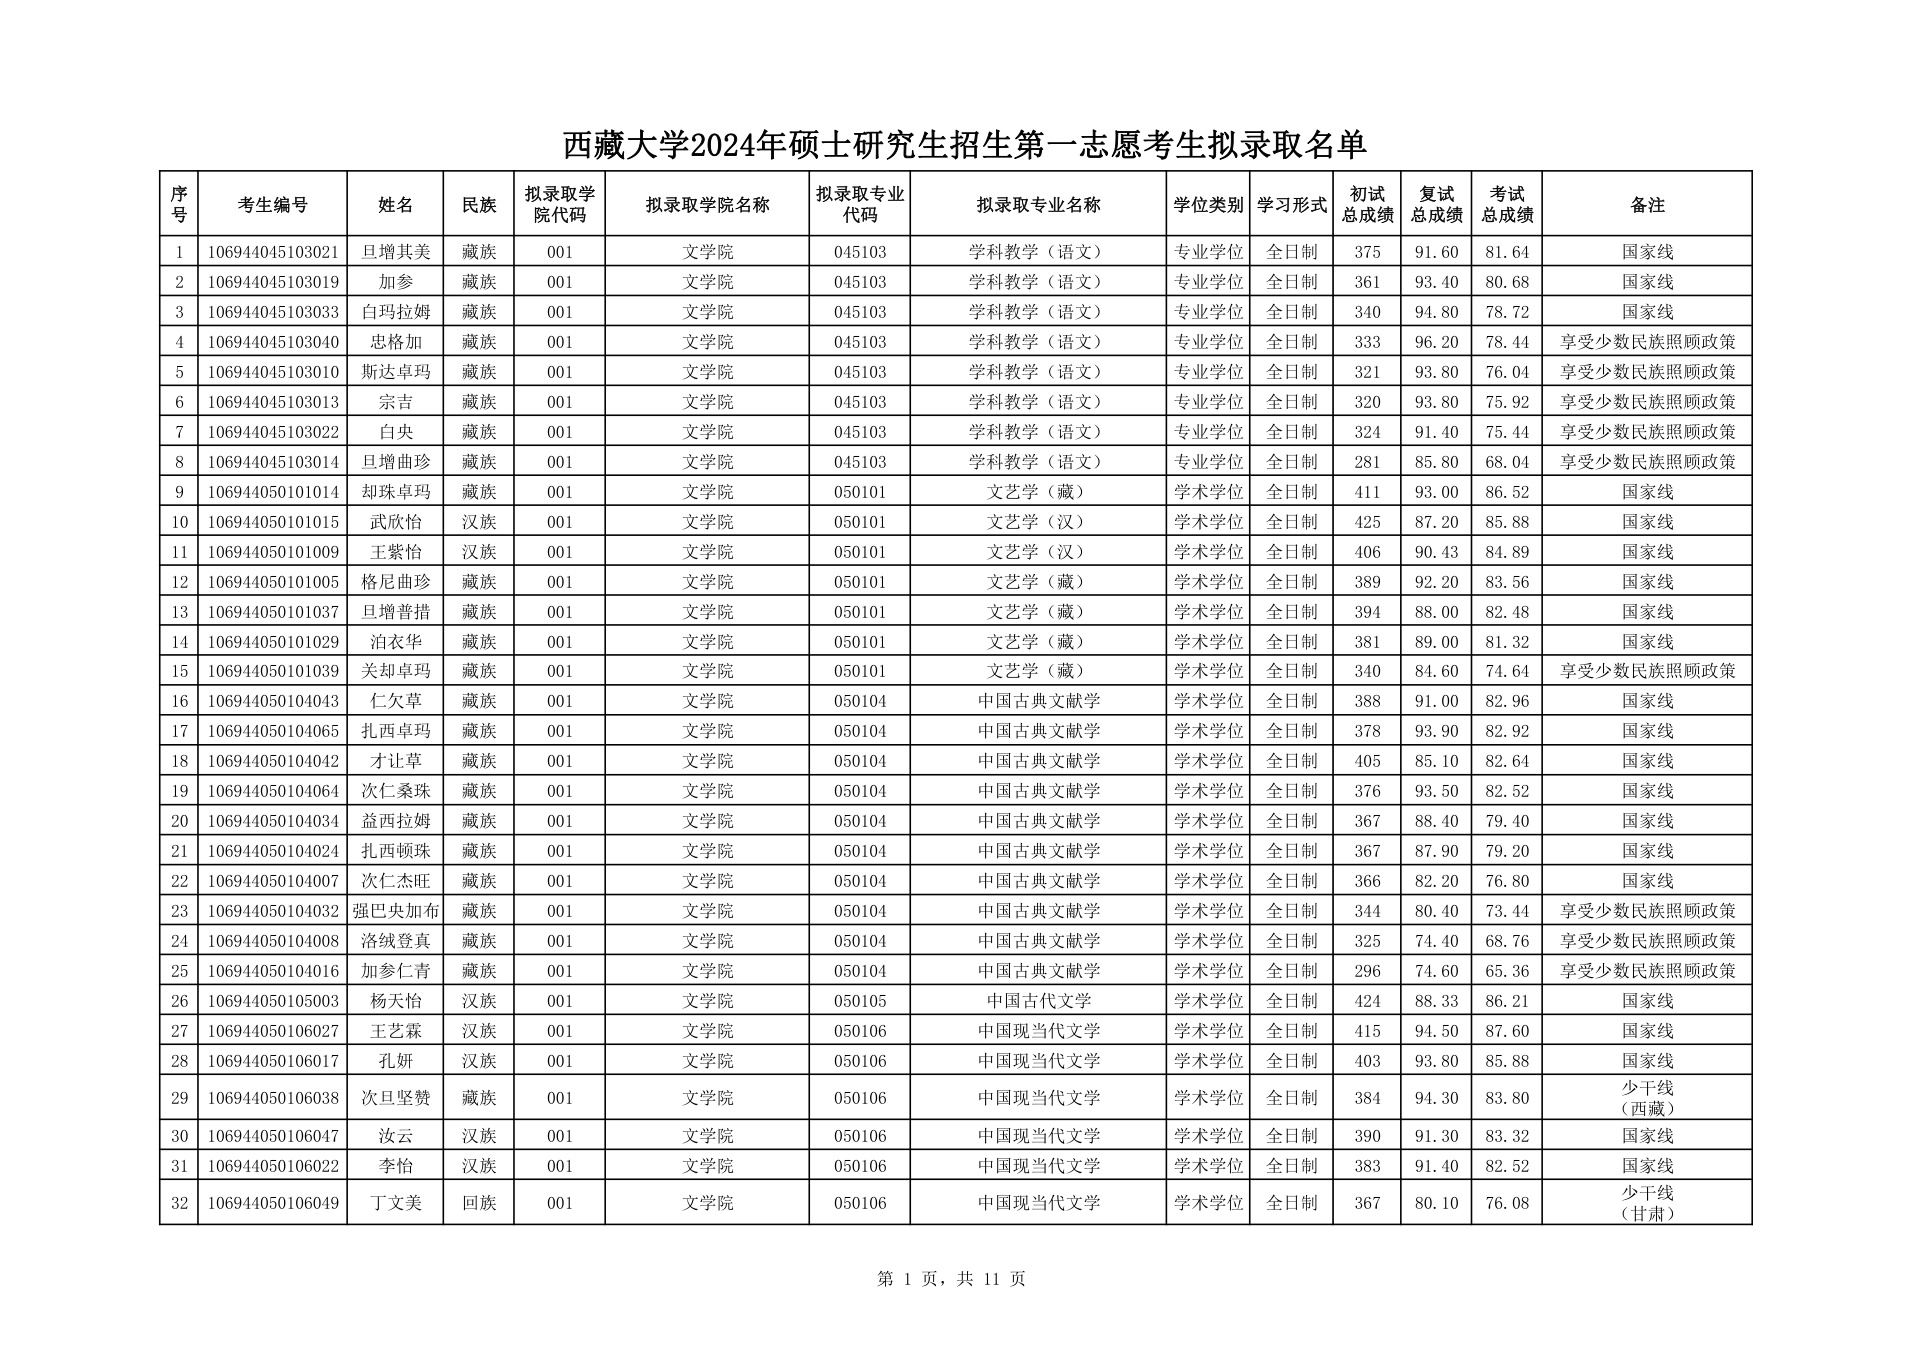 西藏大学2024年硕士研究生招生第一志愿考生拟录取名单
序号 考生编号 姓名 民族 拟录取学院代码 拟录取学院名称 拟录取专业代码 拟录取专业名称 学位类别 学习形式 初试总成绩 复试总成绩 考试总成绩 备注
1 106944045103021 旦增其美 藏族 001 文学院 045103 学科教学（语文） 专业学位 全日制 375 91.60 81.64 国家线
2 106944045103019 加参 藏族 001 文学院 045103 学科教学（语文） 专业学位 全日制 361 93.40 80.68 国家线
3 106944045103033 白玛拉姆 藏族 001 文学院 045103 学科教学（语文） 专业学位 全日制 340 94.80 78.72 国家线
4 106944045103040 忠格加 藏族 001 文学院 045103 学科教学（语文） 专业学位 全日制 333 96.20 78.44 享受少数民族照顾政策
5 106944045103010 斯达卓玛 藏族 001 文学院 045103 学科教学（语文） 专业学位 全日制 321 93.80 76.04 享受少数民族照顾政策
6 106944045103013 宗吉 藏族 001 文学院 045103 学科教学（语文） 专业学位 全日制 320 93.80 75.92 享受少数民族照顾政策
7 106944045103022 白央 藏族 001 文学院 045103 学科教学（语文） 专业学位 全日制 324 91.40 75.44 享受少数民族照顾政策
8 106944045103014 旦增曲珍 藏族 001 文学院 045103 学科教学（语文） 专业学位 全日制 281 85.80 68.04 享受少数民族照顾政策
9 106944050101014 却珠卓玛 藏族 001 文学院 050101 文艺学（藏） 学术学位 全日制 411 93.00 86.52 国家线
10 106944050101015 武欣怡 汉族 001 文学院 050101 文艺学（汉） 学术学位 全日制 425 87.20 85.88 国家线
11 106944050101009 王紫怡 汉族 001 文学院 050101 文艺学（汉） 学术学位 全日制 406 90.43 84.89 国家线
12 106944050101005 格尼曲珍 藏族 001 文学院 050101 文艺学（藏） 学术学位 全日制 389 92.20 83.56 国家线
13 106944050101037 旦增普措 藏族 001 文学院 050101 文艺学（藏） 学术学位 全日制 394 88.00 82.48 国家线
14 106944050101029 泊衣华 藏族 001 文学院 050101 文艺学（藏） 学术学位 全日制 381 89.00 81.32 国家线
15 106944050101039 关却卓玛 藏族 001 文学院 050101 文艺学（藏） 学术学位 全日制 340 84.60 74.64 享受少数民族照顾政策
16 106944050104043 仁欠草 藏族 001 文学院 050104 中国古典文献学 学术学位 全日制 388 91.00 82.96 国家线
17 106944050104065 扎西卓玛 藏族 001 文学院 050104 中国古典文献学 学术学位 全日制 378 93.90 82.92 国家线
18 106944050104042 才让草 藏族 001 文学院 050104 中国古典文献学 学术学位 全日制 405 85.10 82.64 国家线
19 106944050104064 次仁桑珠 藏族 001 文学院 050104 中国古典文献学 学术学位 全日制 376 93.50 82.52 国家线
20 106944050104034 益西拉姆 藏族 001 文学院 050104 中国古典文献学 学术学位 全日制 367 88.40 79.40 国家线
21 106944050104024 扎西顿珠 藏族 001 文学院 050104 中国古典文献学 学术学位 全日制 367 87.90 79.20 国家线
22 106944050104007 次仁杰旺 藏族 001 文学院 050104 中国古典文献学 学术学位 全日制 366 82.20 76.80 国家线
23 106944050104032 强巴央加布 藏族 001 文学院 050104 中国古典文献学 学术学位 全日制 344 80.40 73.44 享受少数民族照顾政策
24 106944050104008 洛绒登真 藏族 001 文学院 050104 中国古典文献学 学术学位 全日制 325 74.40 68.76 享受少数民族照顾政策
25 106944050104016 加参仁青 藏族 001 文学院 050104 中国古典文献学 学术学位 全日制 296 74.60 65.36 享受少数民族照顾政策
26 106944050105003 杨天怡 汉族 001 文学院 050105 中国古代文学 学术学位 全日制 424 88.33 86.21 国家线
27 106944050106027 王艺霖 汉族 001 文学院 050106 中国现当代文学 学术学位 全日制 415 94.50 87.60 国家线
28 106944050106017 孔妍 汉族 001 文学院 050106 中国现当代文学 学术学位 全日制 403 93.80 85.88 国家线
29 106944050106038 次旦坚赞 藏族 001 文学院 050106 中国现当代文学 学术学位 全日制 384 94.30 83.80 少干线（西藏）
30 106944050106047 汝云 汉族 001 文学院 050106 中国现当代文学 学术学位 全日制 390 91.30 83.32 国家线
31 106944050106022 李怡 汉族 001 文学院 050106 中国现当代文学 学术学位 全日制 383 91.40 82.52 国家线
32 106944050106049 丁文美 回族 001 文学院 050106 中国现当代文学 学术学位 全日制 367 80.10 76.08 少干线（甘肃）
第 1 页，共 11 页